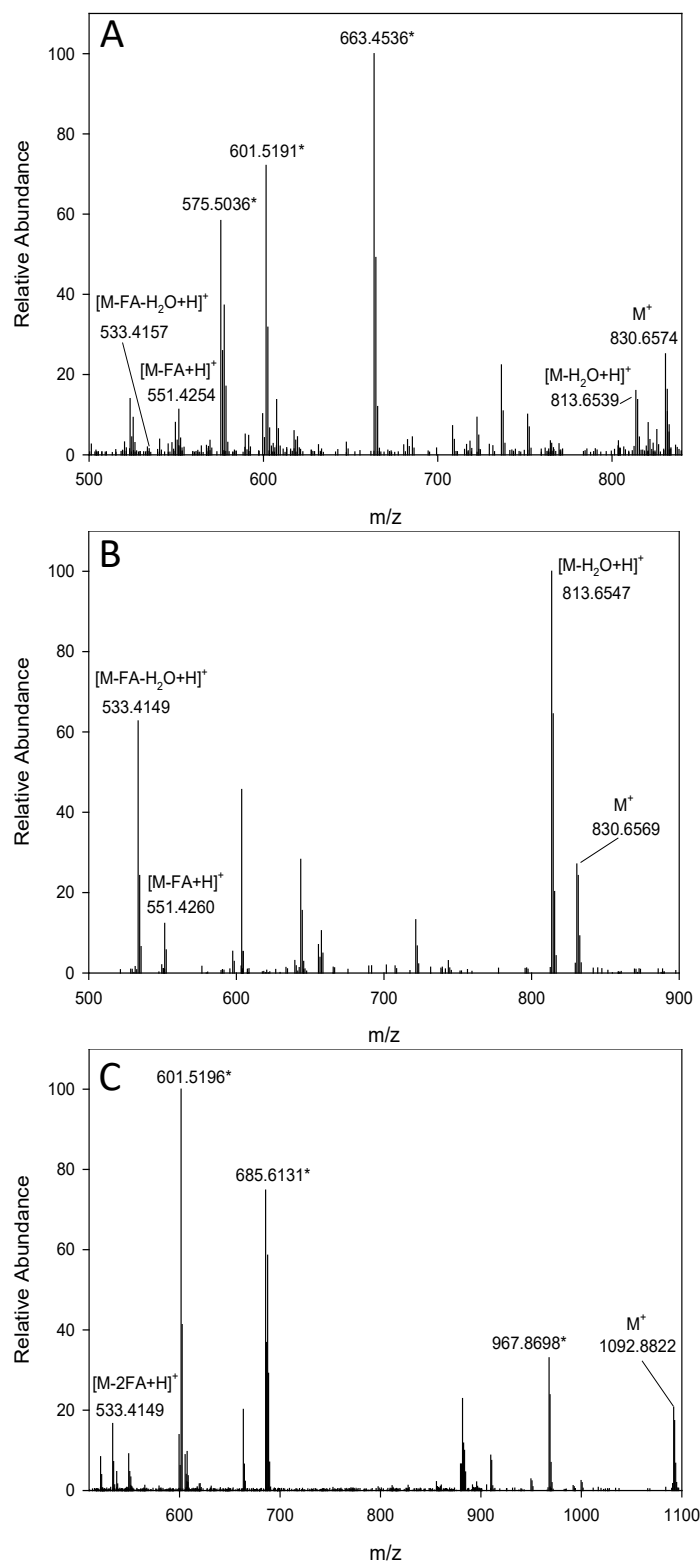 A
663.4536*
100
80
601.5191*
575.5036*
60
Relative Abundance
40
[M-FA-H₂O+H]⁺
533.4157
M⁺
830.6574
[M-FA+H]⁺
551.4254
[M-H₂O+H]⁺
813.6539
20
0
500 600 700 800
m/z
B
[M-H₂O+H]⁺
813.6547
100
80
[M-FA-H₂O+H]⁺
533.4149
60
Relative Abundance
40
M⁺
830.6569
[M-FA+H]⁺
551.4260
20
0
500 600 700 800 900
m/z
C
601.5196*
100
685.6131*
80
60
Relative Abundance
40
967.8698*
M⁺
1092.8822
[M-2FA+H]⁺
533.4149
20
0
600 700 800 900 1000 1100
m/z